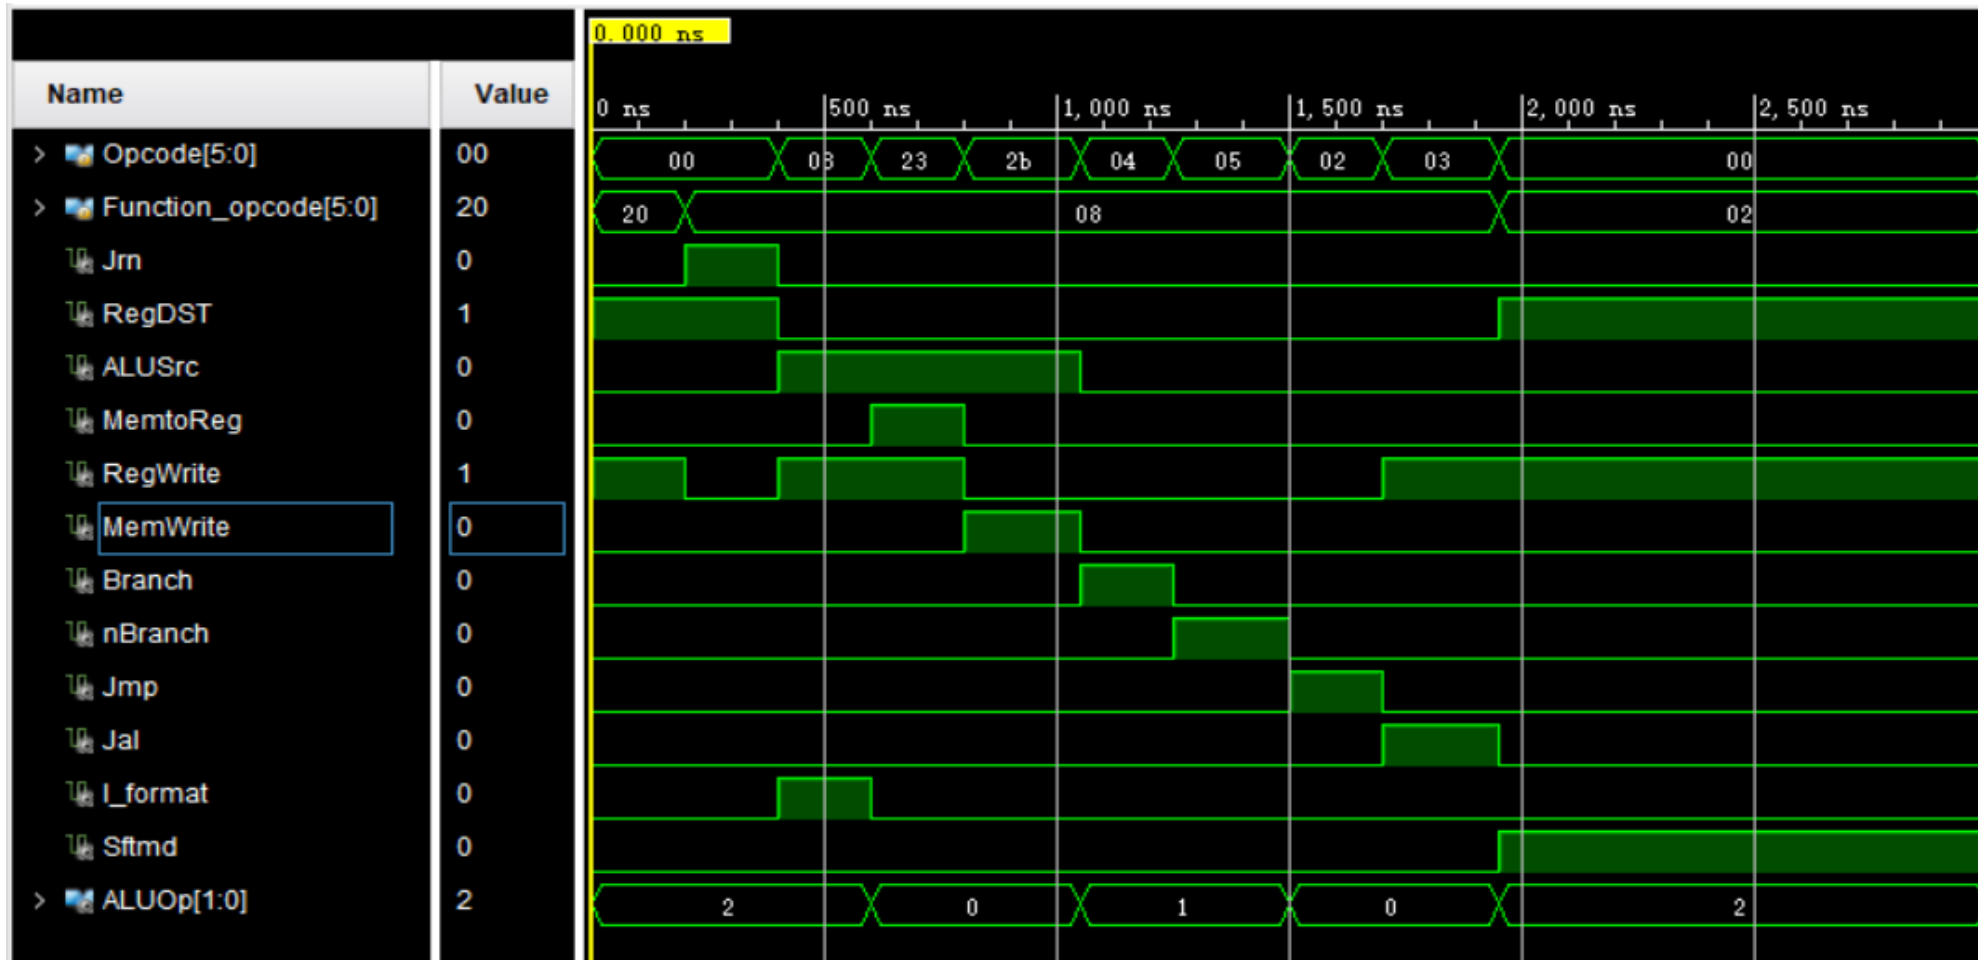 0.000 ns
Name Value
0 ns 500 ns 1,000 ns 1,500 ns 2,000 ns 2,500 ns
> Opcode[5:0] 00 00 08 23 2b 04 05 02 03 00
> Function_opcode[5:0] 20 20 08 02
Jrn 0
RegDST 1
ALUSrc 0
MemtoReg 0
RegWrite 1
MemWrite 0
Branch 0
nBranch 0
Jmp 0
Jal 0
I_format 0
Sftmd 0
> ALUOp[1:0] 2 2 0 1 0 2